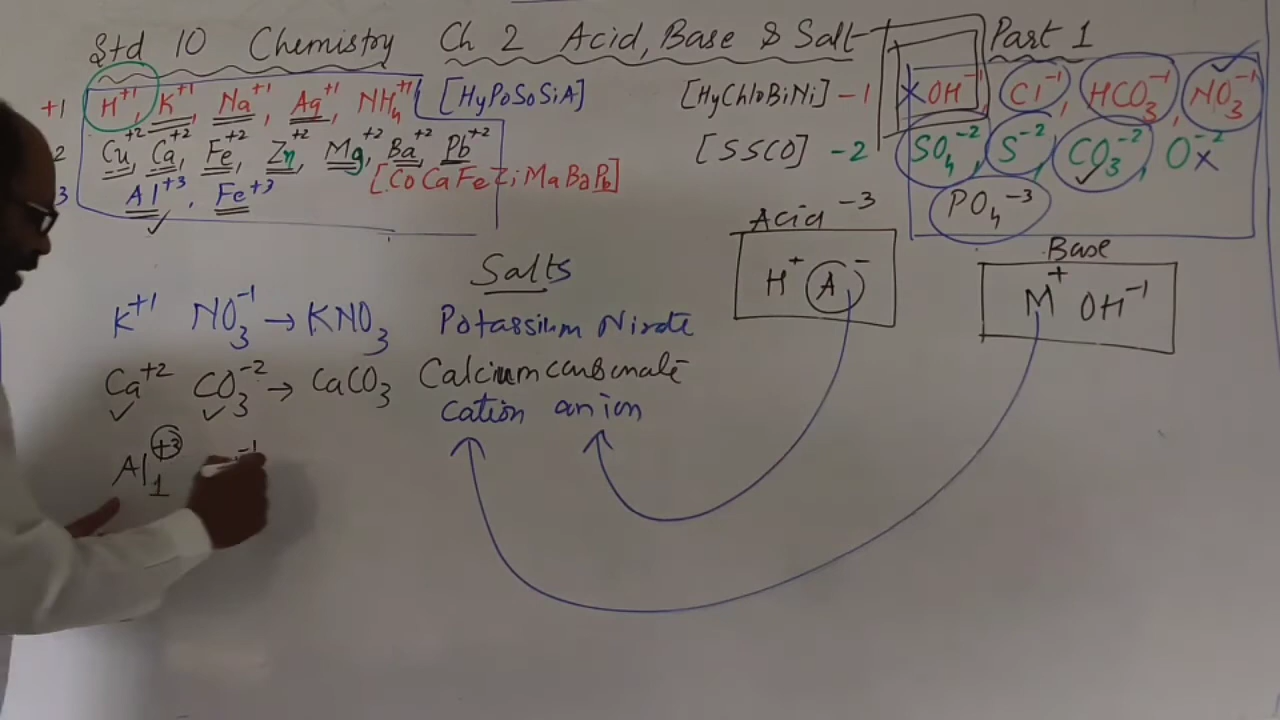 Std 10 Chemistry Ch 2 Acid, Base & Salt Part 1
+1 H⁺¹, K⁺¹, Na⁺¹, Ag⁺¹, NH₄⁺¹ [HyPoSoSiA] [HyChloBiNi] -1 ×OH⁻¹, Cl⁻¹, HCO₃⁻¹, NO₃⁻¹ ✓
2 Cu⁺², Ca⁺², Fe⁺², Zn⁺², Mg⁺², Ba⁺², Pb⁺² [SSCO] -2 SO₄⁻², S⁻², CO₃⁻², O⁻² ×
[CoCaFeZiMaBaPb]
3 Al⁺³, Fe⁺³ -3 PO₄⁻³
Acid Base
Salts H⁺ A⁻ M⁺ OH⁻¹
K⁺¹ NO₃⁻¹ → KNO₃ Potassium Nirate
Ca⁺² CO₃⁻² → CaCO₃ Calcium carbonate
cation anion
Al₁⁺³ -1